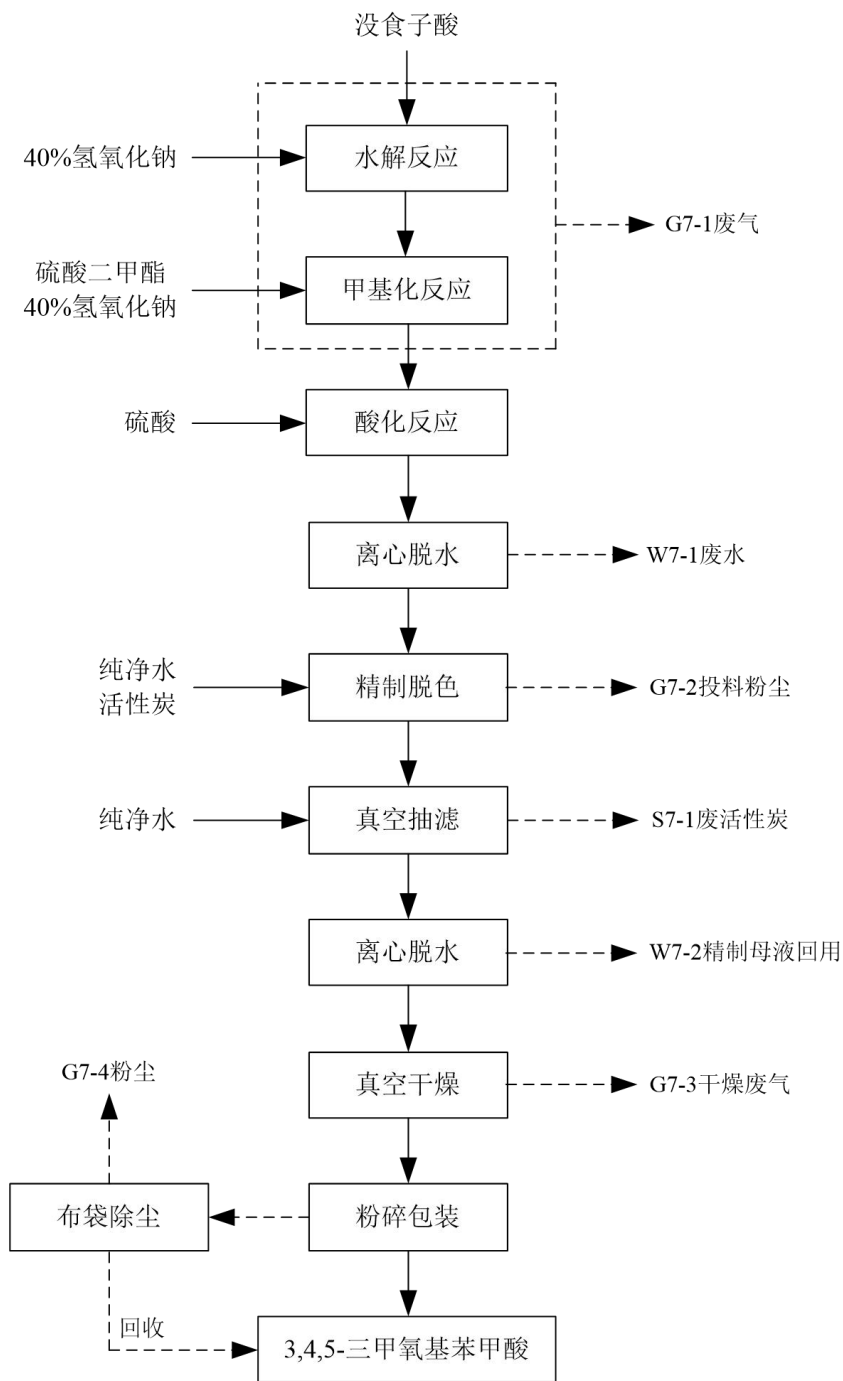 没食子酸
40%氢氧化钠
水解反应
G7-1废气
硫酸二甲酯
40%氢氧化钠
甲基化反应
硫酸
酸化反应
离心脱水
W7-1废水
纯净水
活性炭
精制脱色
G7-2投料粉尘
纯净水
真空抽滤
S7-1废活性炭
离心脱水
W7-2精制母液回用
G7-4粉尘
真空干燥
G7-3干燥废气
布袋除尘
粉碎包装
回收
3,4,5-三甲氧基苯甲酸